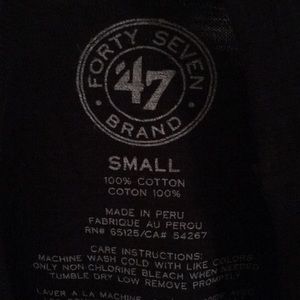 FORTY SEVEN
'47
BRAND
SMALL
100% COTTON
COTON 100%
MADE IN PERU
FABRIQUE AU PEROU
RN# 65125/CA# 54267
CARE INSTRUCTIONS:
MACHINE WASH COLD WITH LIKE COLORS
ONLY NON-CHLORINE BLEACH WHEN NEEDED
TUMBLE DRY LOW REMOVE PROMPTLY
LAVER A LA MACHINE